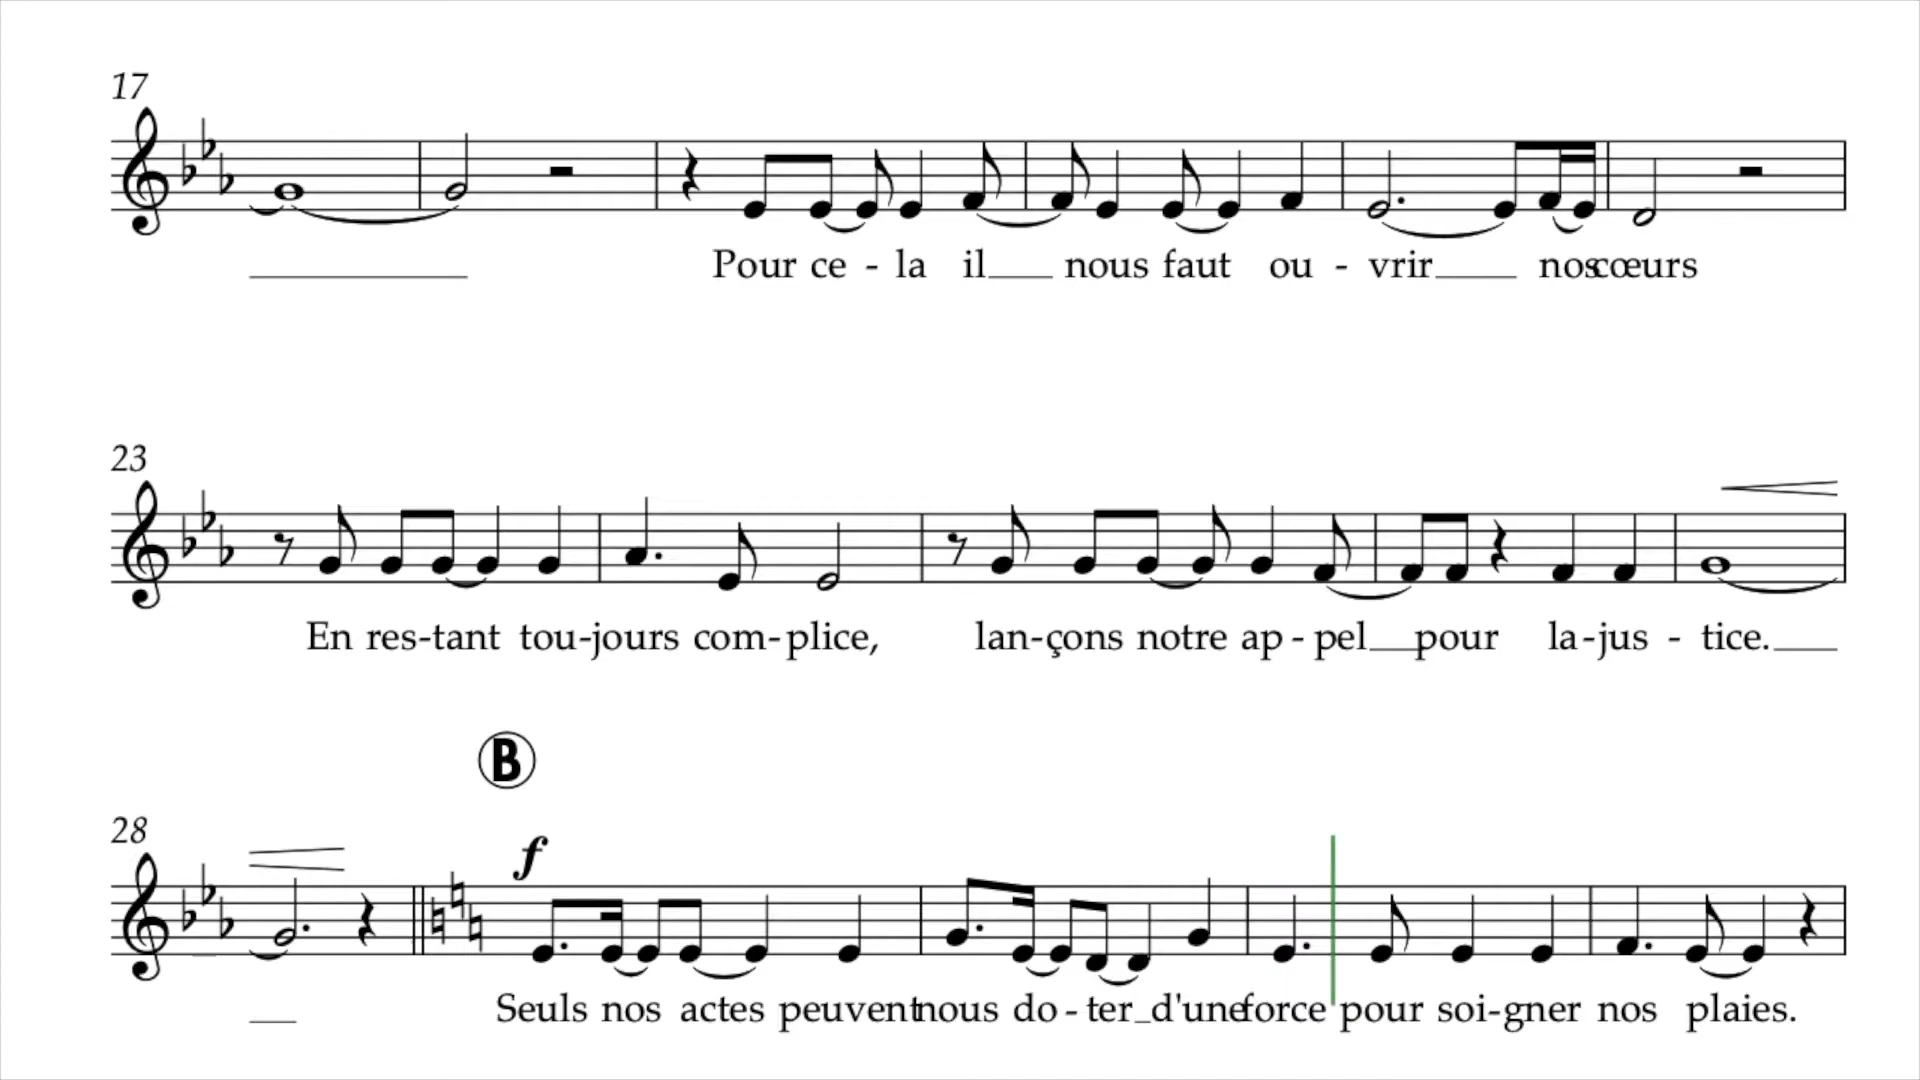 17
Pour ce - la il nous faut ou - vrir nos cœurs
23
En res-tant tou-jours com-plice, lan-çons notre ap - pel pour la-jus - tice.
B
28
f
Seuls nos actes peuvent nous do - ter d'une force pour soi-gner nos plaies.